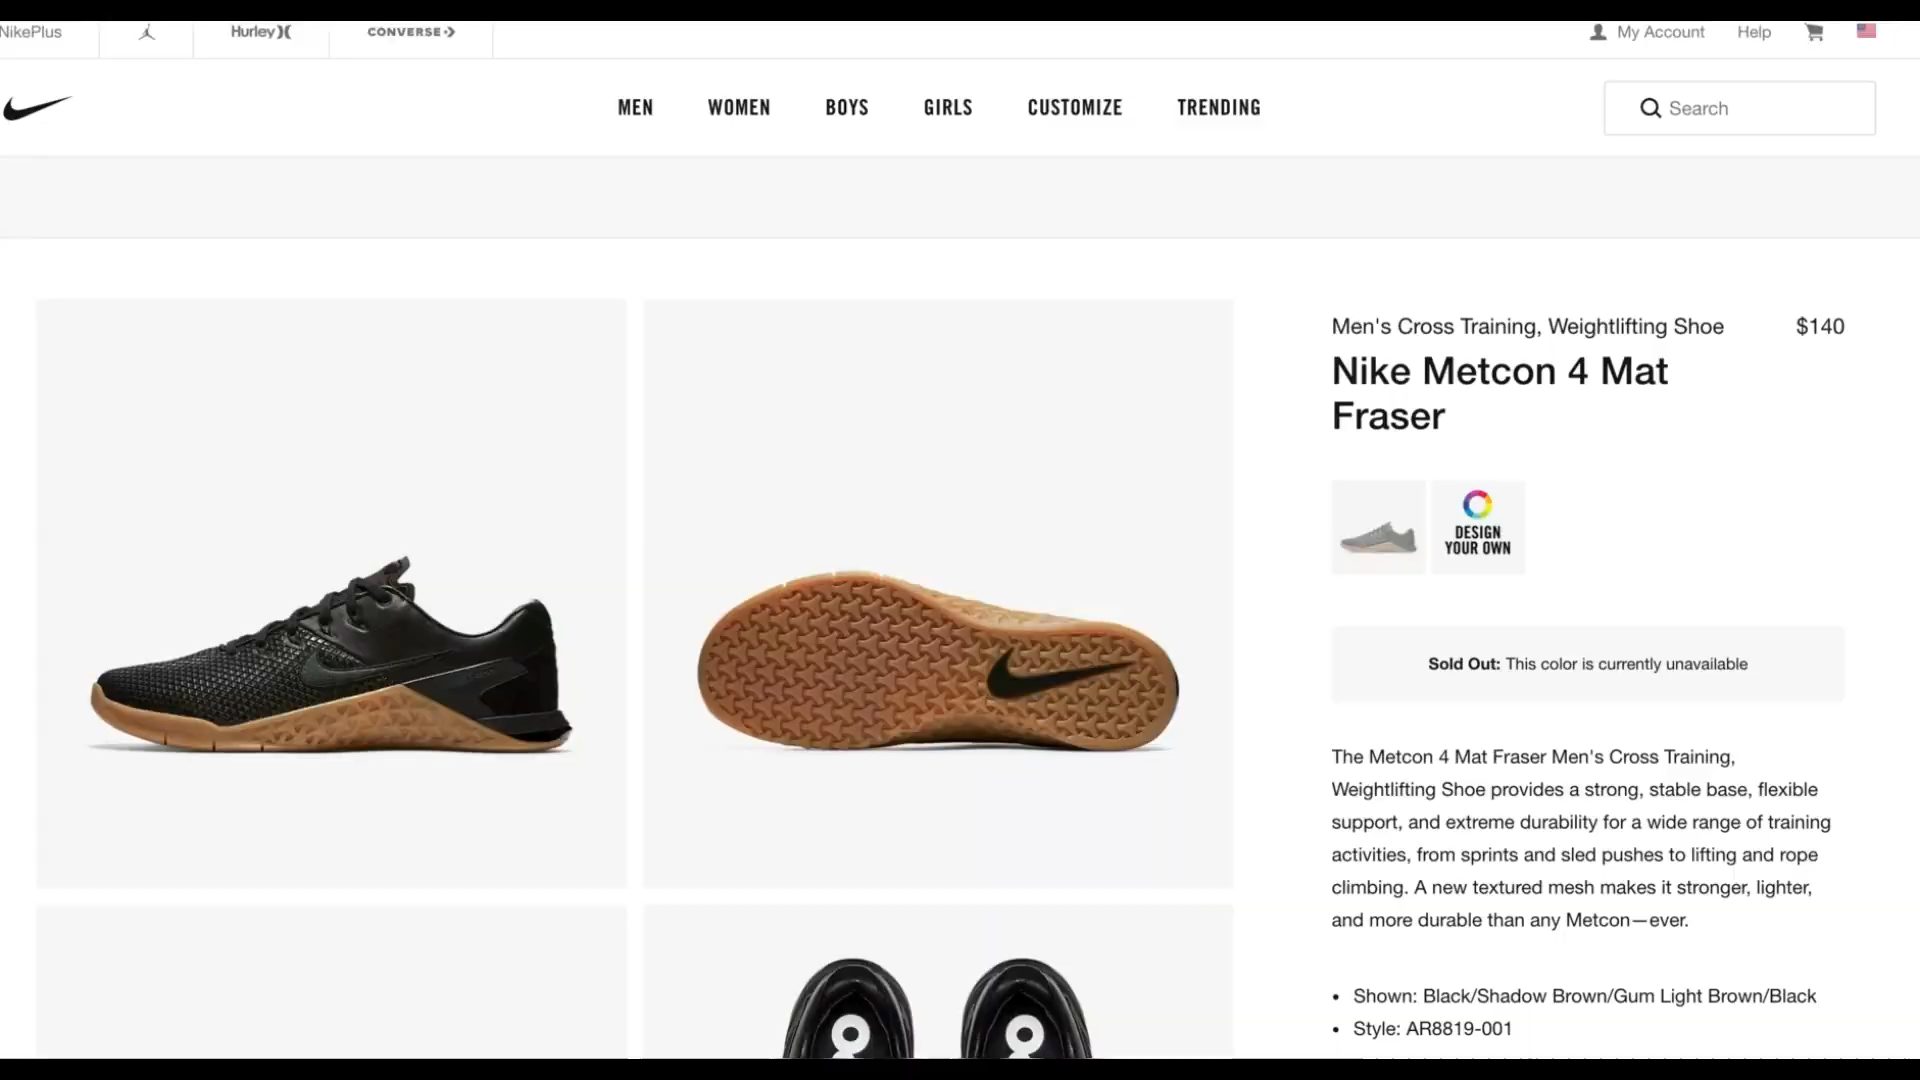 NikePlus
Hurley
CONVERSE
My Account
Help
MEN
WOMEN
BOYS
GIRLS
CUSTOMIZE
TRENDING
Search
Men's Cross Training, Weightlifting Shoe
$140
Nike Metcon 4 Mat
Fraser
DESIGN
YOUR OWN
Sold Out: This color is currently unavailable
The Metcon 4 Mat Fraser Men's Cross Training,
Weightlifting Shoe provides a strong, stable base, flexible
support, and extreme durability for a wide range of training
activities, from sprints and sled pushes to lifting and rope
climbing. A new textured mesh makes it stronger, lighter,
and more durable than any Metcon—ever.
• Shown: Black/Shadow Brown/Gum Light Brown/Black
• Style: AR8819-001